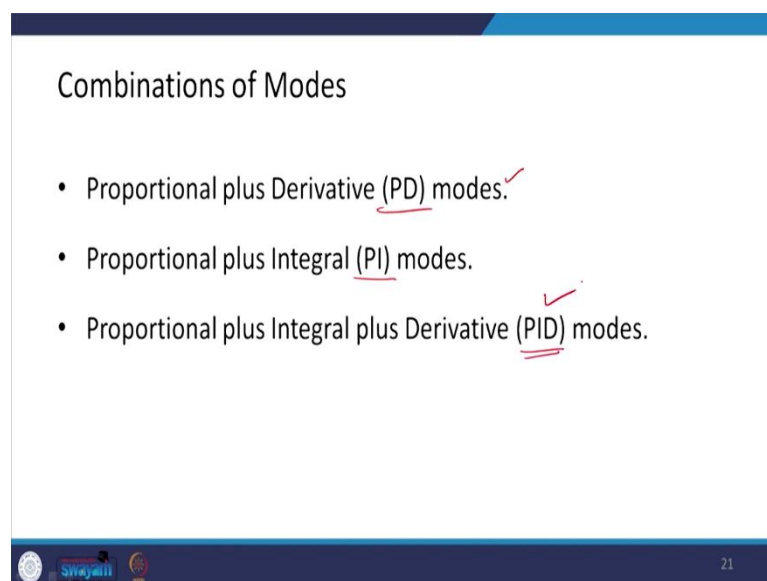 Combinations of Modes
• Proportional plus Derivative (PD) modes.
• Proportional plus Integral (PI) modes.
• Proportional plus Integral plus Derivative (PID) modes.
swayam
21